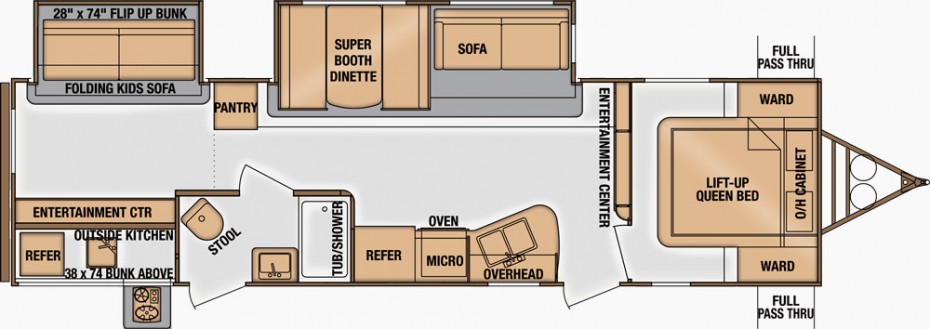 28" x 74" FLIP UP BUNK
FOLDING KIDS SOFA
PANTRY
SUPER
BOOTH
DINETTE
SOFA
ENTERTAINMENT CENTER
FULL
PASS THRU
WARD
LIFT-UP
QUEEN BED
O/H CABINET
WARD
FULL
PASS THRU
ENTERTAINMENT CTR
OUTSIDE KITCHEN
REFER
38 x 74 BUNK ABOVE
STOOL
TUB/SHOWER
REFER
OVEN
MICRO
OVERHEAD